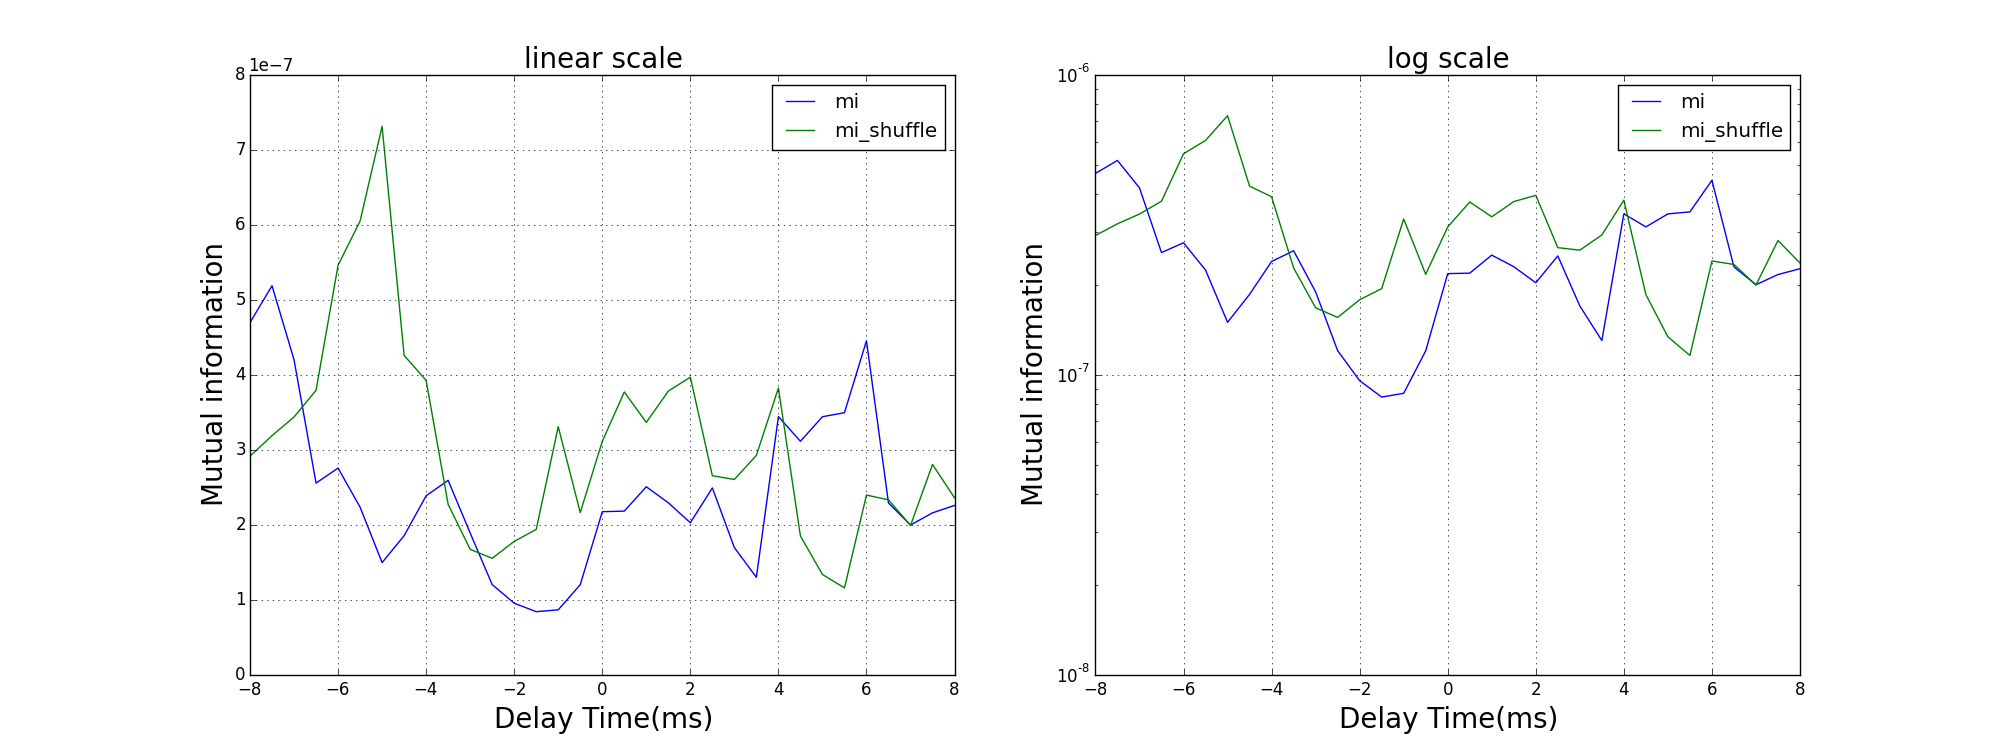 linear scale
1e−7
8
7
6
5
4
3
2
1
0
−8 −6 −4 −2 0 2 4 6 8
Delay Time(ms)
Mutual information
mi
mi_shuffle
log scale
10-6
10-7
10-8
−8 −6 −4 −2 0 2 4 6 8
Delay Time(ms)
Mutual information
mi
mi_shuffle